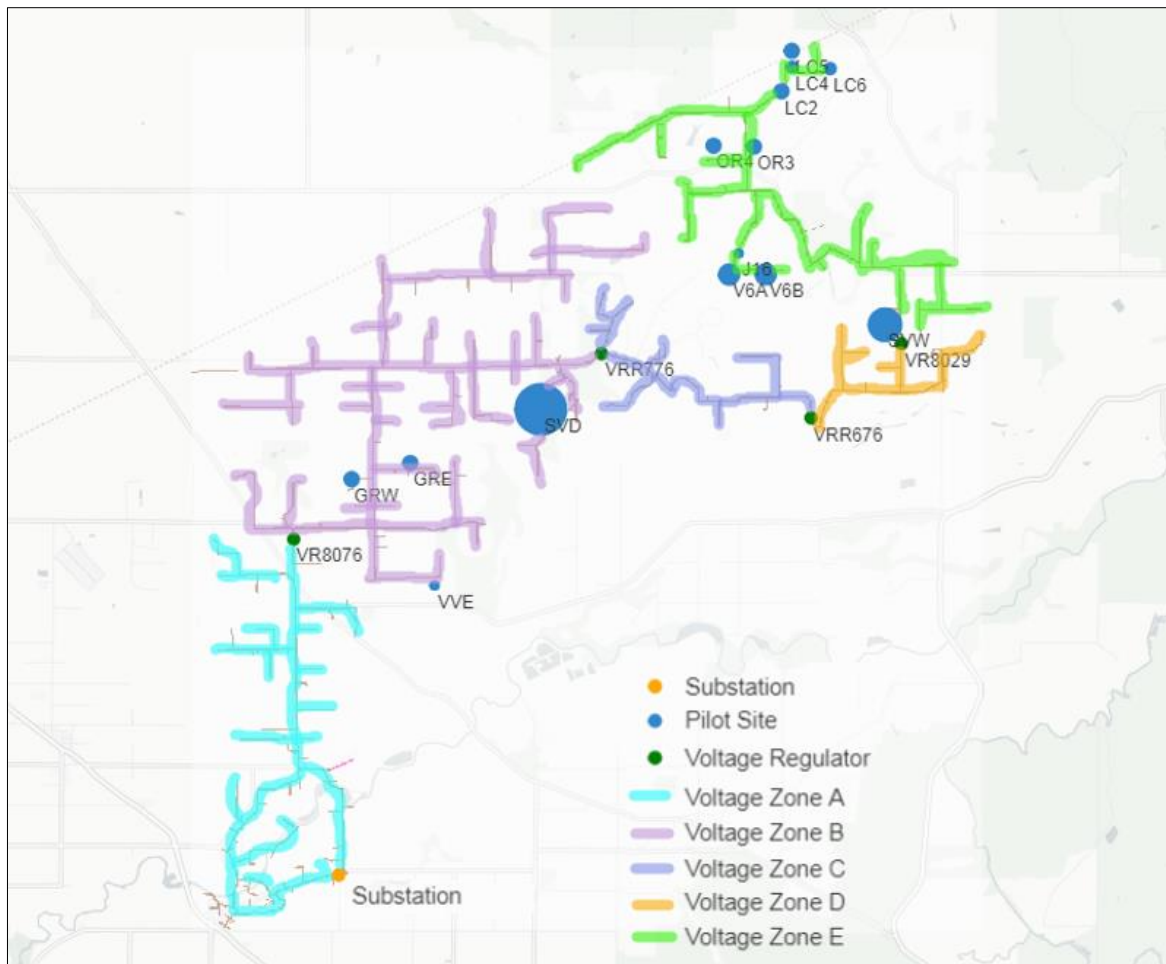 LC5
LC4
LC6
LC2
OR4
OR3
J16
V6A
V6B
SVW
VR8029
VRR776
SVD
VRR676
GRE
GRW
VR8076
VVE
Substation
Pilot Site
Voltage Regulator
Voltage Zone A
Voltage Zone B
Substation
Voltage Zone C
Voltage Zone D
Voltage Zone E